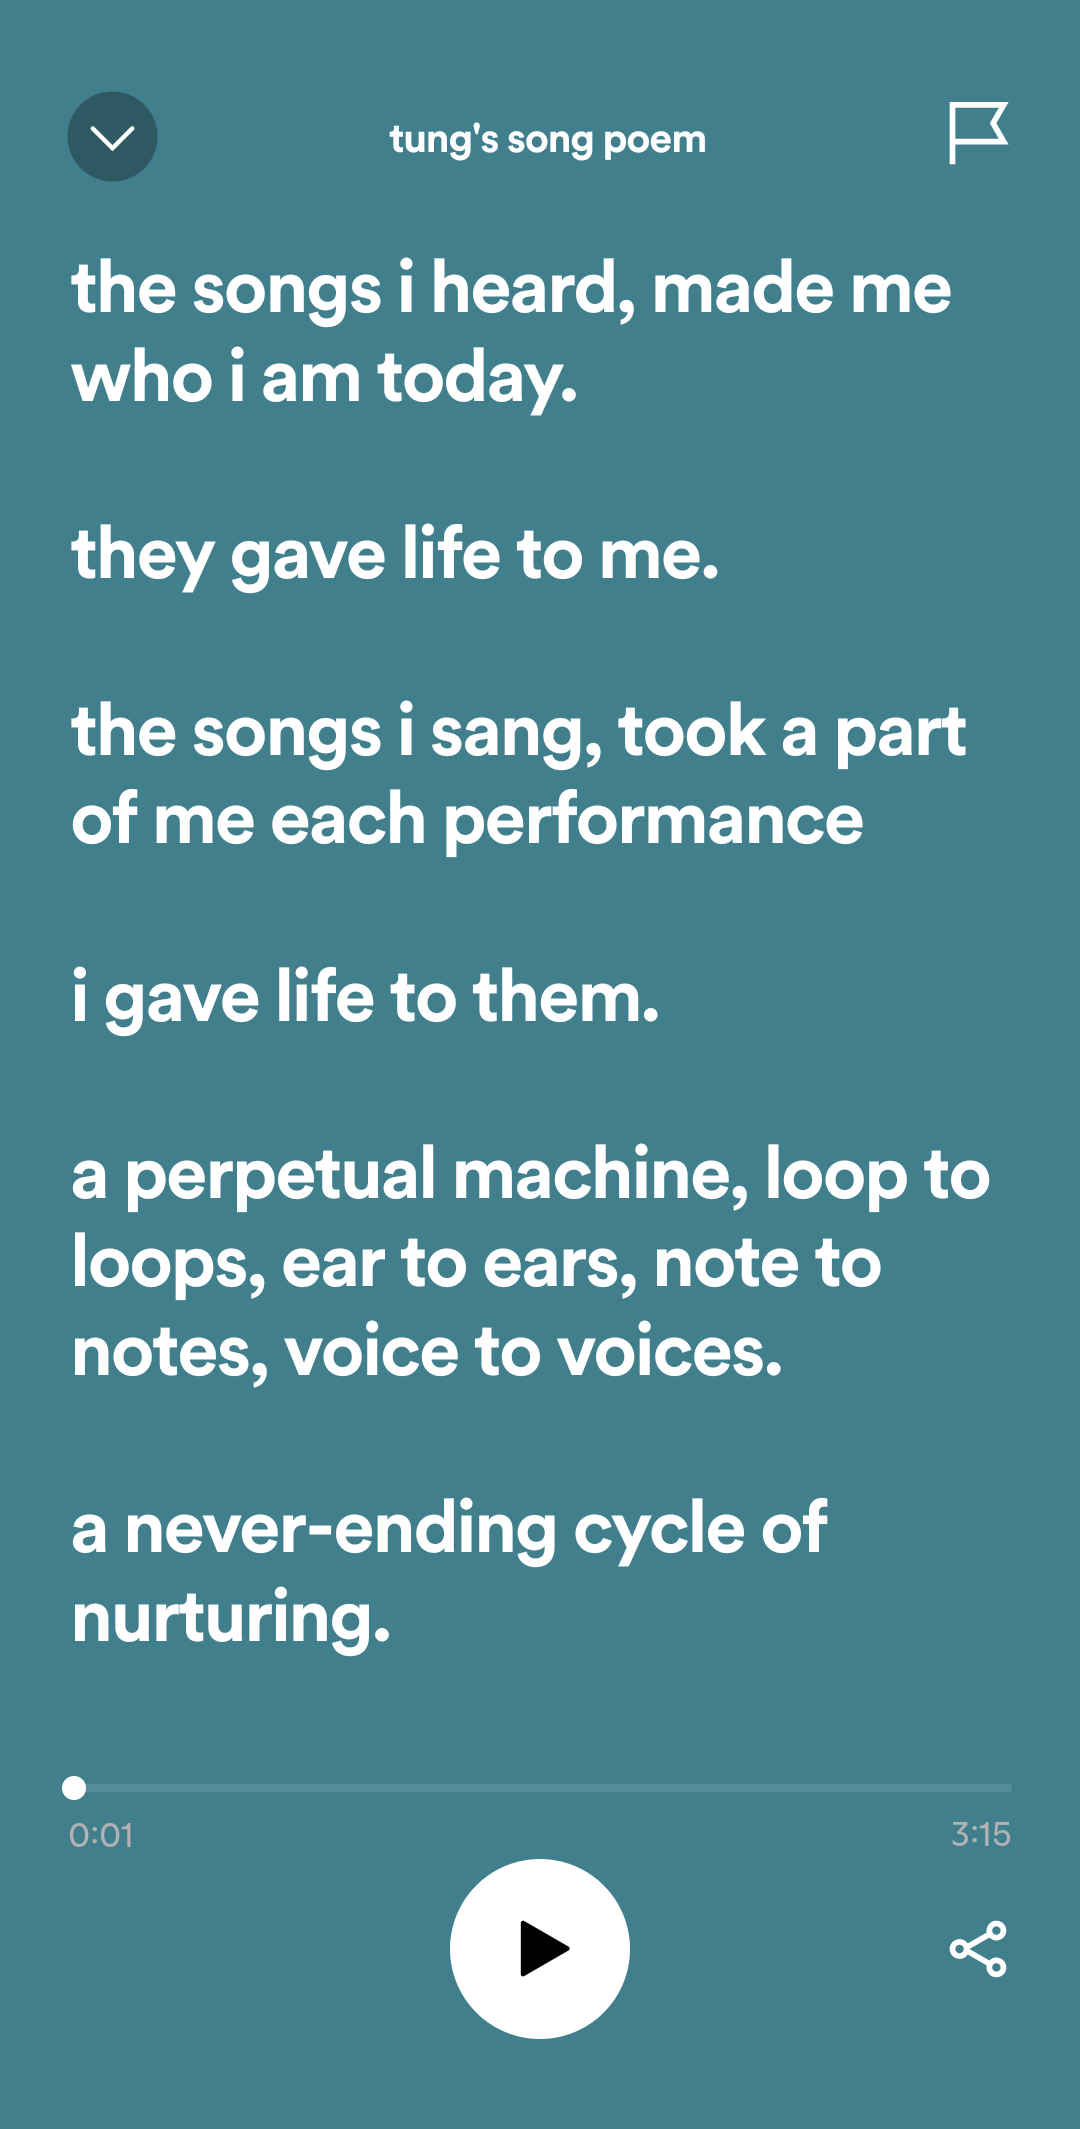 tung's song poem
the songs i heard, made me
who i am today.
they gave life to me.
the songs i sang, took a part
of me each performance
i gave life to them.
a perpetual machine, loop to
loops, ear to ears, note to
notes, voice to voices.
a never-ending cycle of
nurturing.
0:01
3:15